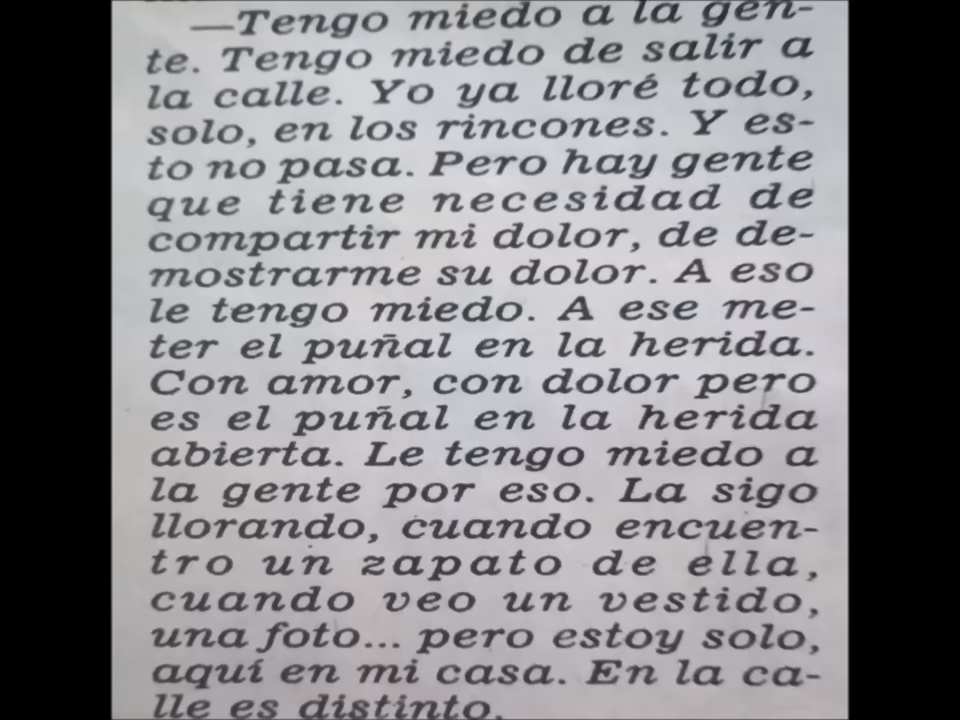 —Tengo miedo a la gen-
te. Tengo miedo de salir a
la calle. Yo ya lloré todo,
solo, en los rincones. Y es-
to no pasa. Pero hay gente
que tiene necesidad de
compartir mi dolor, de de-
mostrarme su dolor. A eso
le tengo miedo. A ese me-
ter el puñal en la herida.
Con amor, con dolor pero
es el puñal en la herida
abierta. Le tengo miedo a
la gente por eso. La sigo
llorando, cuando encuen-
tro un zapato de ella,
cuando veo un vestido,
una foto... pero estoy solo,
aquí en mi casa. En la ca-
lle es distinto.